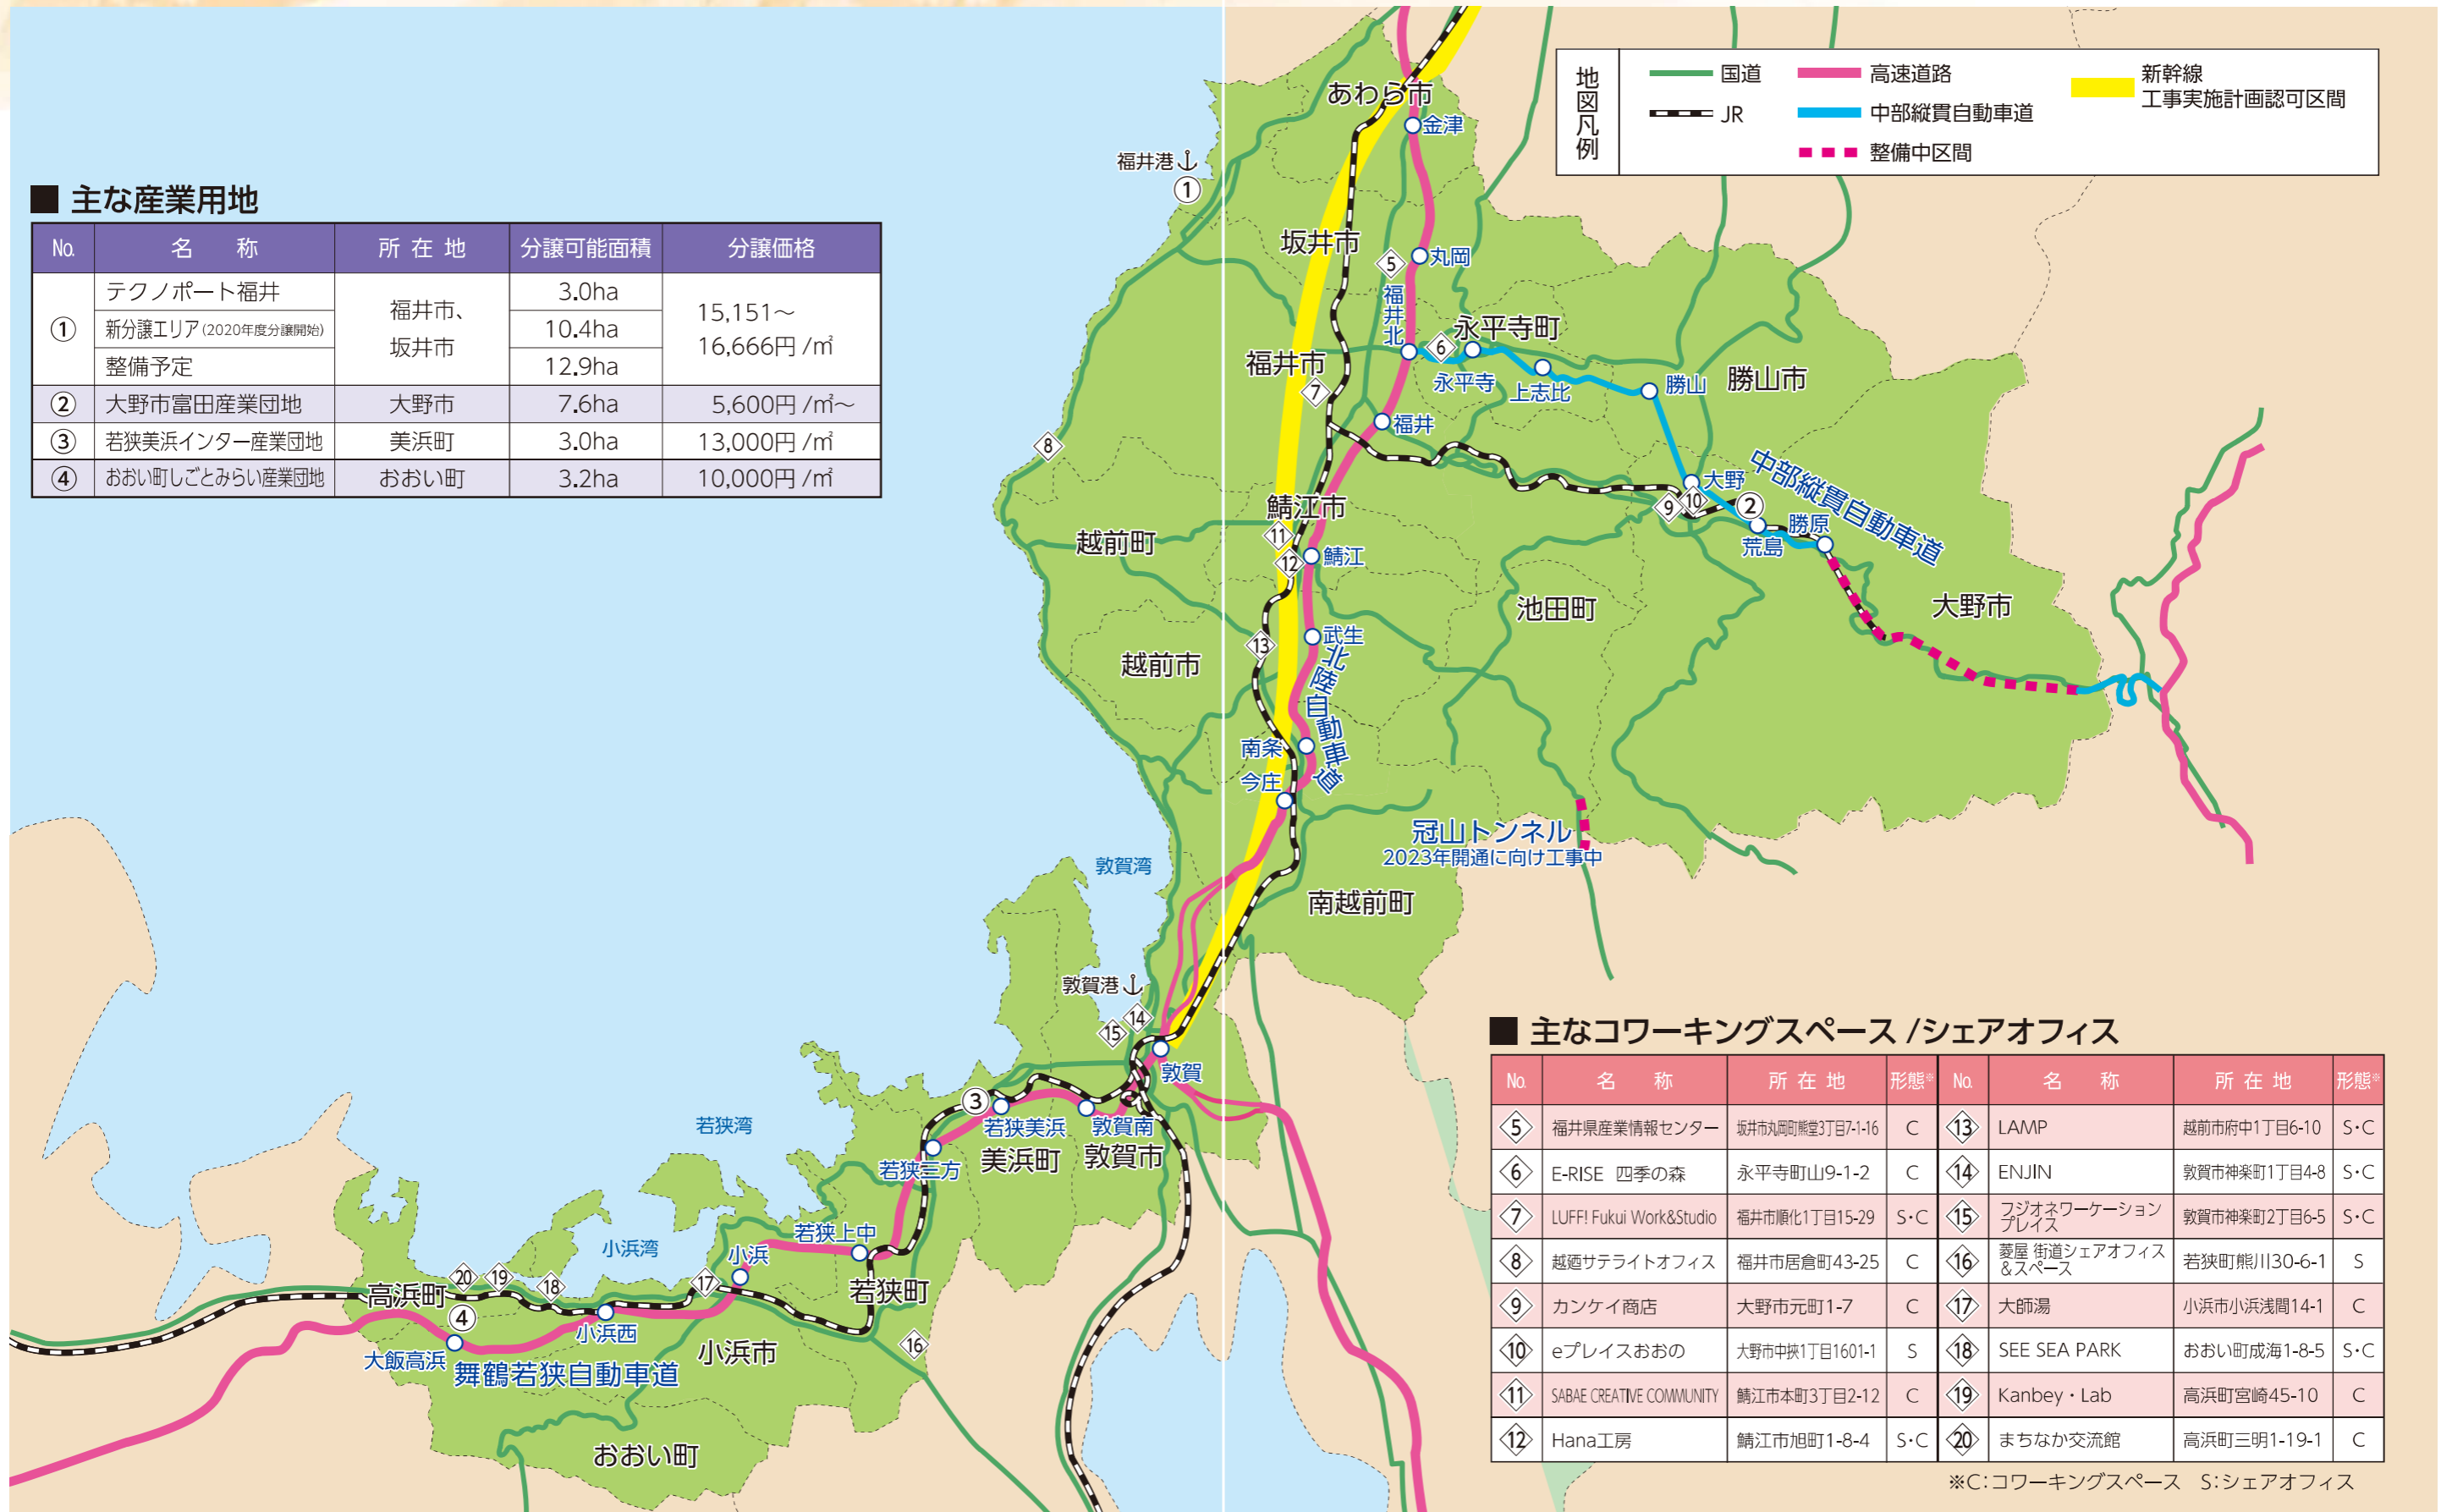 ■ 主な産業用地
No. 名　称 所在地 分譲可能面積 分譲価格
① テクノポート福井 福井市、坂井市 3.0ha 15,151～16,666円/㎡
新分譲エリア(2020年度分譲開始) 10.4ha
整備予定 12.9ha
② 大野市富田産業団地 大野市 7.6ha 5,600円/㎡～
③ 若狭美浜インター産業団地 美浜町 3.0ha 13,000円/㎡
④ おおい町しごとみらい産業団地 おおい町 3.2ha 10,000円/㎡
地図凡例
国道
JR
高速道路
中部縦貫自動車道
整備中区間
新幹線
工事実施計画認可区間
あわら市
金津
福井港
①
坂井市
⑤
丸岡
福井北
⑥
永平寺町
永平寺
上志比
勝山
勝山市
福井市
⑦
福井
⑧
大野
中部縦貫自動車道
⑨
⑩
②
勝原
荒島
鯖江市
⑪
越前町
⑫
鯖江
池田町
大野市
武生
⑬
北陸自動車道
越前市
南条
今庄
冠山トンネル
2023年開通に向け工事中
敦賀湾
南越前町
敦賀港
⑭
⑮
敦賀
③
若狭美浜
敦賀南
若狭湾
若狭三方
美浜町
敦賀市
若狭上中
小浜湾
小浜
⑳
⑲
⑱
⑰
高浜町
若狭町
④
小浜西
⑯
大飯高浜
小浜市
舞鶴若狭自動車道
おおい町
■ 主なコワーキングスペース/シェアオフィス
No. 名　称 所在地 形態※ No. 名　称 所在地 形態※
⑤ 福井県産業情報センター 坂井市丸岡町熊堂3丁目7-1-16 C ⑬ LAMP 越前市府中1丁目6-10 S・C
⑥ E-RISE 四季の森 永平寺町山9-1-2 C ⑭ ENJIN 敦賀市神楽町1丁目4-8 S・C
⑦ LUFF! Fukui Work&Studio 福井市順化1丁目15-29 S・C ⑮ フジオネワーケーションプレイス 敦賀市神楽町2丁目6-5 S・C
⑧ 越廼サテライトオフィス 福井市居倉町43-25 C ⑯ 菱屋 街道シェアオフィス&スペース 若狭町熊川30-6-1 S
⑨ カンケイ商店 大野市元町1-7 C ⑰ 大師湯 小浜市小浜浅間14-1 C
⑩ eプレイスおおの 大野市中挾1丁目1601-1 S ⑱ SEE SEA PARK おおい町成海1-8-5 S・C
⑪ SABAE CREATIVE COMMUNITY 鯖江市本町3丁目2-12 C ⑲ Kanbey・Lab 高浜町宮崎45-10 C
⑫ Hana工房 鯖江市旭町1-8-4 S・C ⑳ まちなか交流館 高浜町三明1-19-1 C
※C：コワーキングスペース　S：シェアオフィス